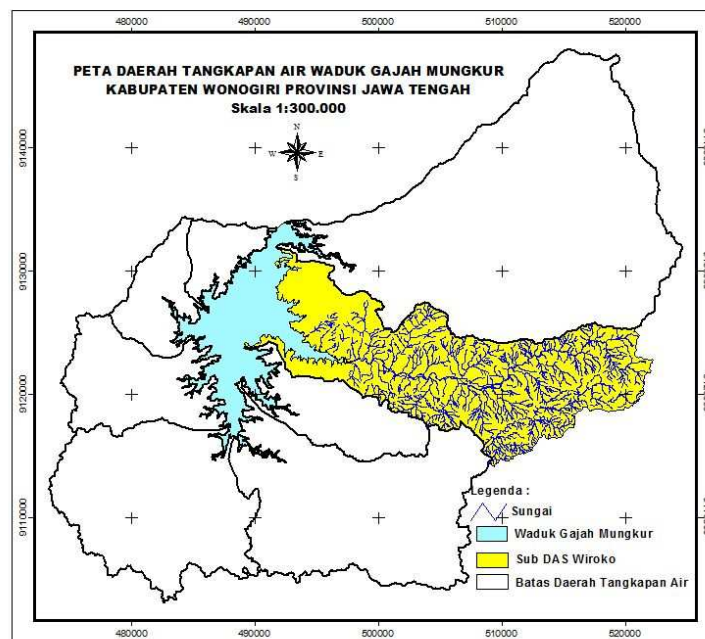 480000 490000 500000 510000 520000
PETA DAERAH TANGKAPAN AIR WADUK GAJAH MUNGKUR
KABUPATEN WONOGIRI PROVINSI JAWA TENGAH
Skala 1:300.000
N
W E
S
9140000
9130000
9120000
9110000
Legenda :
Sungai
Waduk Gajah Mungkur
Sub DAS Wiroko
Batas Daerah Tangkapan Air
480000 490000 500000 510000 520000